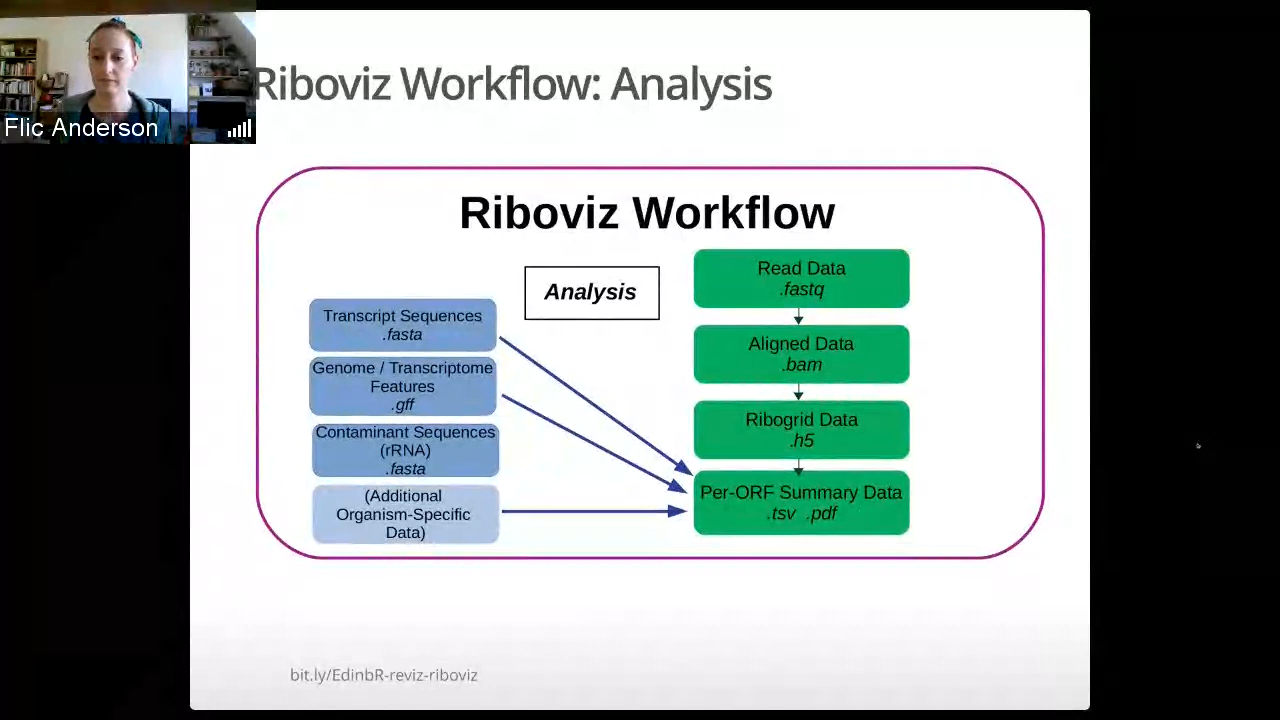 Flic Anderson
Riboviz Workflow: Analysis
Riboviz Workflow
Analysis
Transcript Sequences
.fasta
Genome / Transcriptome
Features
.gff
Contaminant Sequences
(rRNA)
.fasta
(Additional
Organism-Specific
Data)
Read Data
.fastq
Aligned Data
.bam
Ribogrid Data
.h5
Per-ORF Summary Data
.tsv .pdf
bit.ly/EdinbR-reviz-riboviz